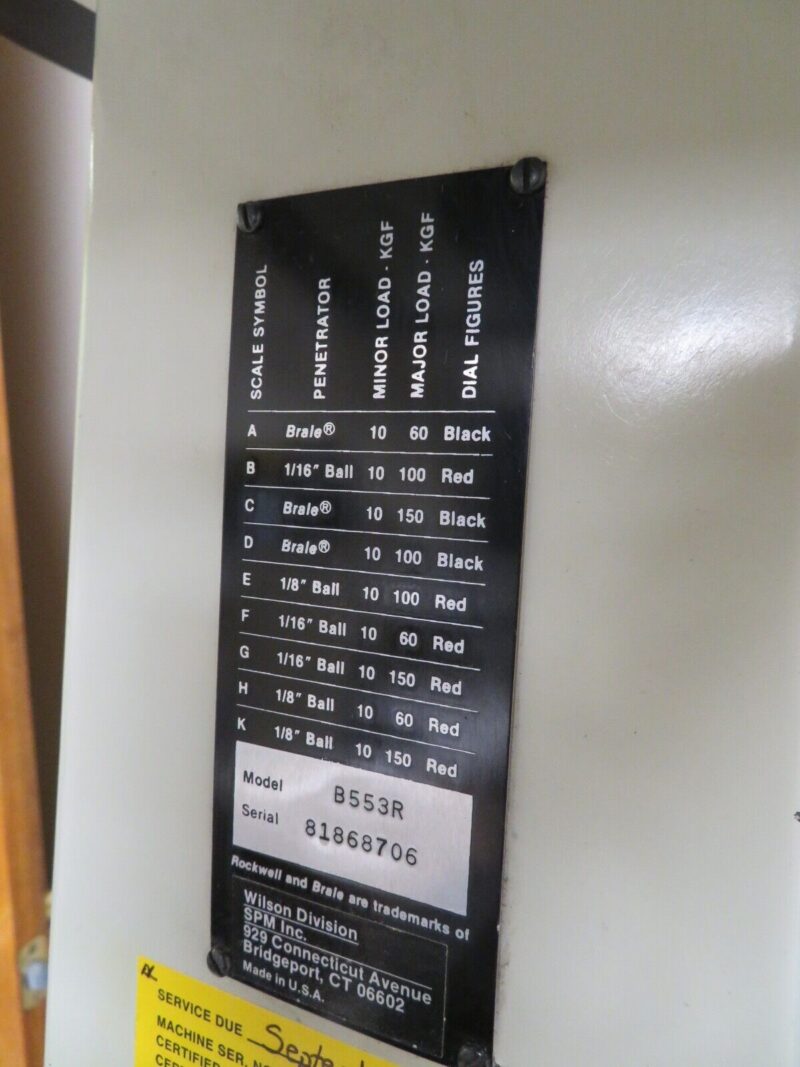 SCALE SYMBOL PENETRATOR MINOR LOAD - KGF MAJOR LOAD - KGF DIAL FIGURES
A Brale® 10 60 Black
B 1/16" Ball 10 100 Red
C Brale® 10 150 Black
D Brale® 10 100 Black
E 1/8" Ball 10 100 Red
F 1/16" Ball 10 60 Red
G 1/16" Ball 10 150 Red
H 1/8" Ball 10 60 Red
K 1/8" Ball 10 150 Red
Model B553R
Serial 81868706
Rockwell and Brale are trademarks of
Wilson Division
SPM Inc.
929 Connecticut Avenue
Bridgeport, CT 06602
Made in U.S.A.
SERVICE DUE
MACHINE SER. NO
CERTIFIED